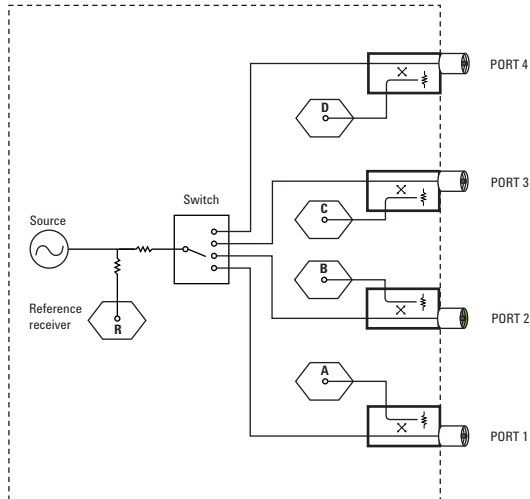 PORT 4
D
PORT 3
Switch
C
Source
B
Reference
receiver
R
PORT 2
A
PORT 1